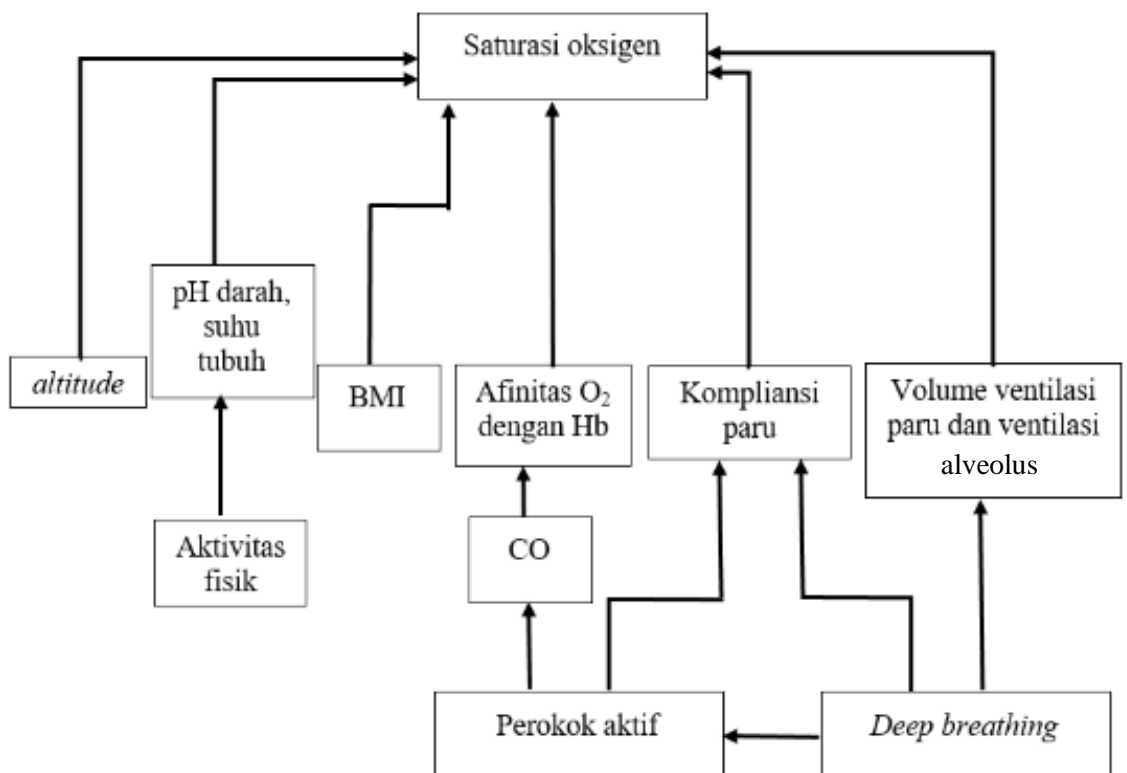 Saturasi oksigen
pH darah,
suhu
tubuh
altitude
BMI
Afinitas O₂
dengan Hb
Kompliansi
paru
Volume ventilasi
paru dan ventilasi
alveolus
Aktivitas
fisik
CO
Perokok aktif
Deep breathing